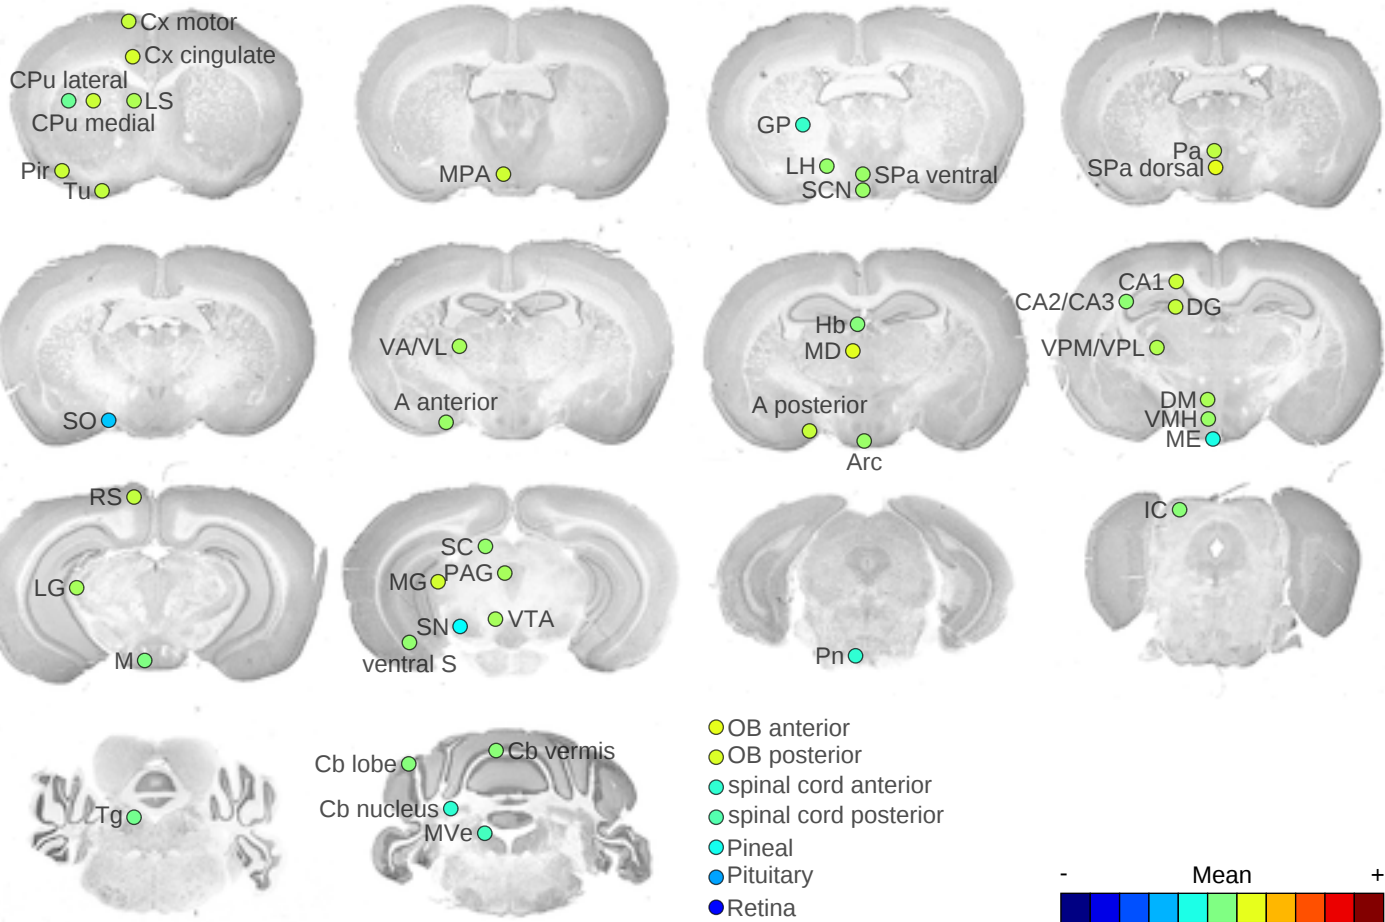 Cx motor
Cx cingulate
CPu lateral
LS
CPu medial
Pir
Tu
MPA
GP
LH
SPa ventral
SCN
Pa
SPa dorsal
SO
VA/VL
A anterior
Hb
MD
A posterior
Arc
CA1
CA2/CA3
DG
VPM/VPL
DM
VMH
ME
RS
LG
M
SC
MG
PAG
SN
VTA
ventral S
Pn
IC
Tg
Cb lobe
Cb vermis
Cb nucleus
MVe
OB anterior
OB posterior
spinal cord anterior
spinal cord posterior
Pineal
Pituitary
Retina
- Mean +